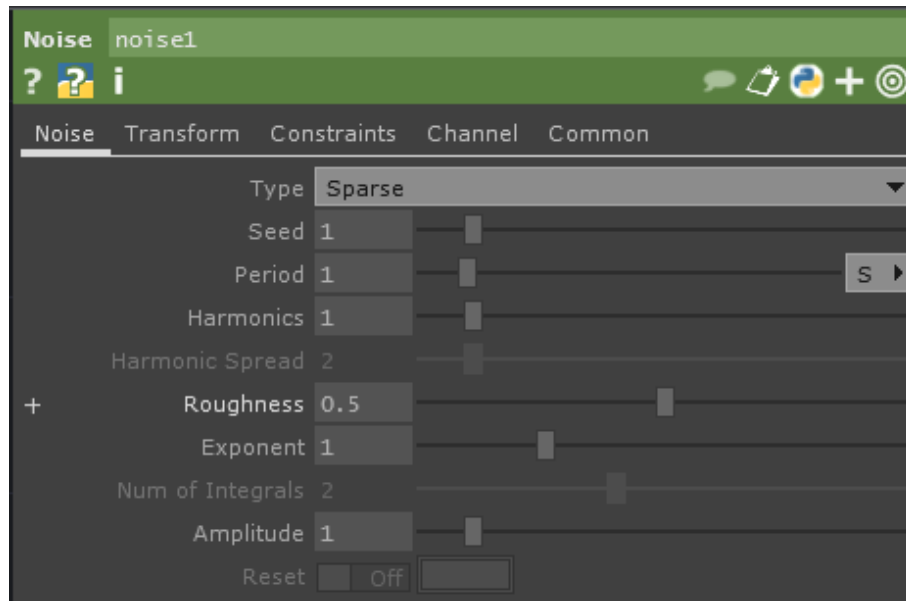 Noise noise1
? ? i
Noise Transform Constraints Channel Common
Type Sparse
Seed 1
Period 1 S
Harmonics 1
Harmonic Spread 2
+ Roughness 0.5
Exponent 1
Num of Integrals 2
Amplitude 1
Reset Off